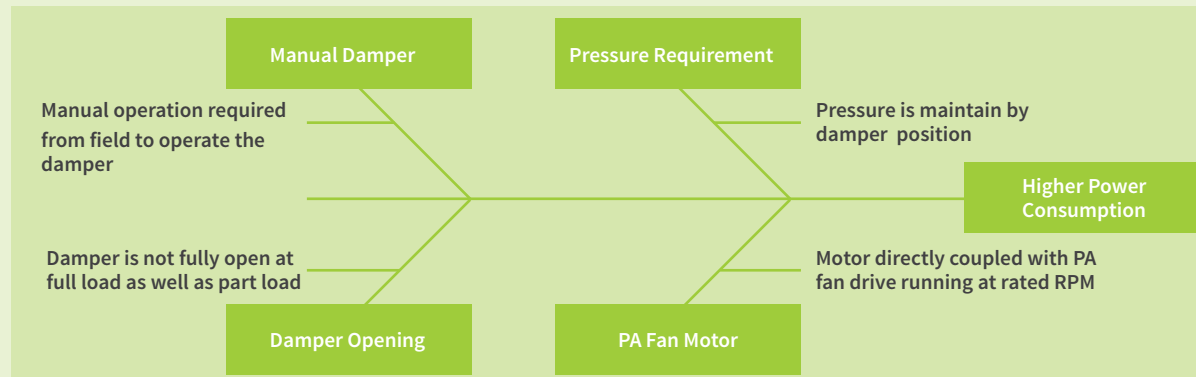 Manual Damper
Pressure Requirement
Manual operation required
from field to operate the
damper
Pressure is maintain by
damper position
Higher Power
Consumption
Damper is not fully open at
full load as well as part load
Motor directly coupled with PA
fan drive running at rated RPM
Damper Opening
PA Fan Motor